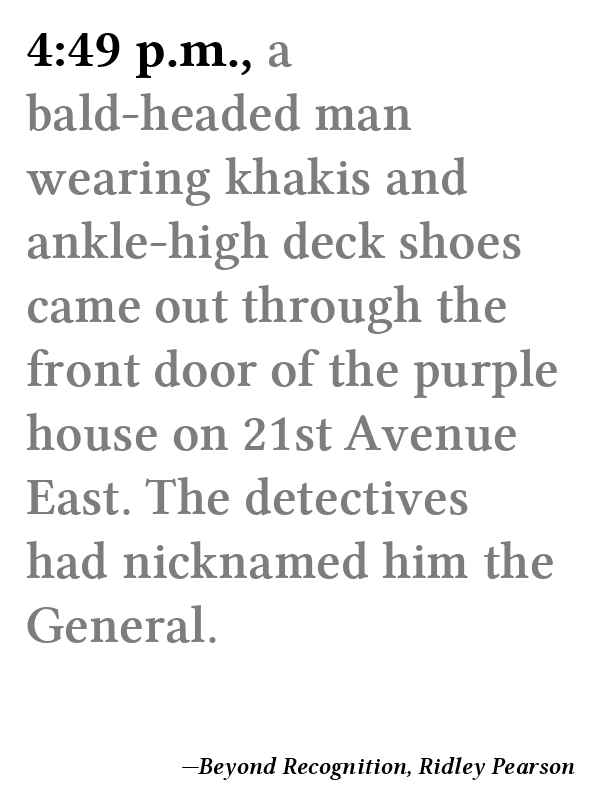 4:49 p.m., a
bald-headed man
wearing khakis and
ankle-high deck shoes
came out through the
front door of the purple
house on 21st Avenue
East. The detectives
had nicknamed him the
General.
—Beyond Recognition, Ridley Pearson